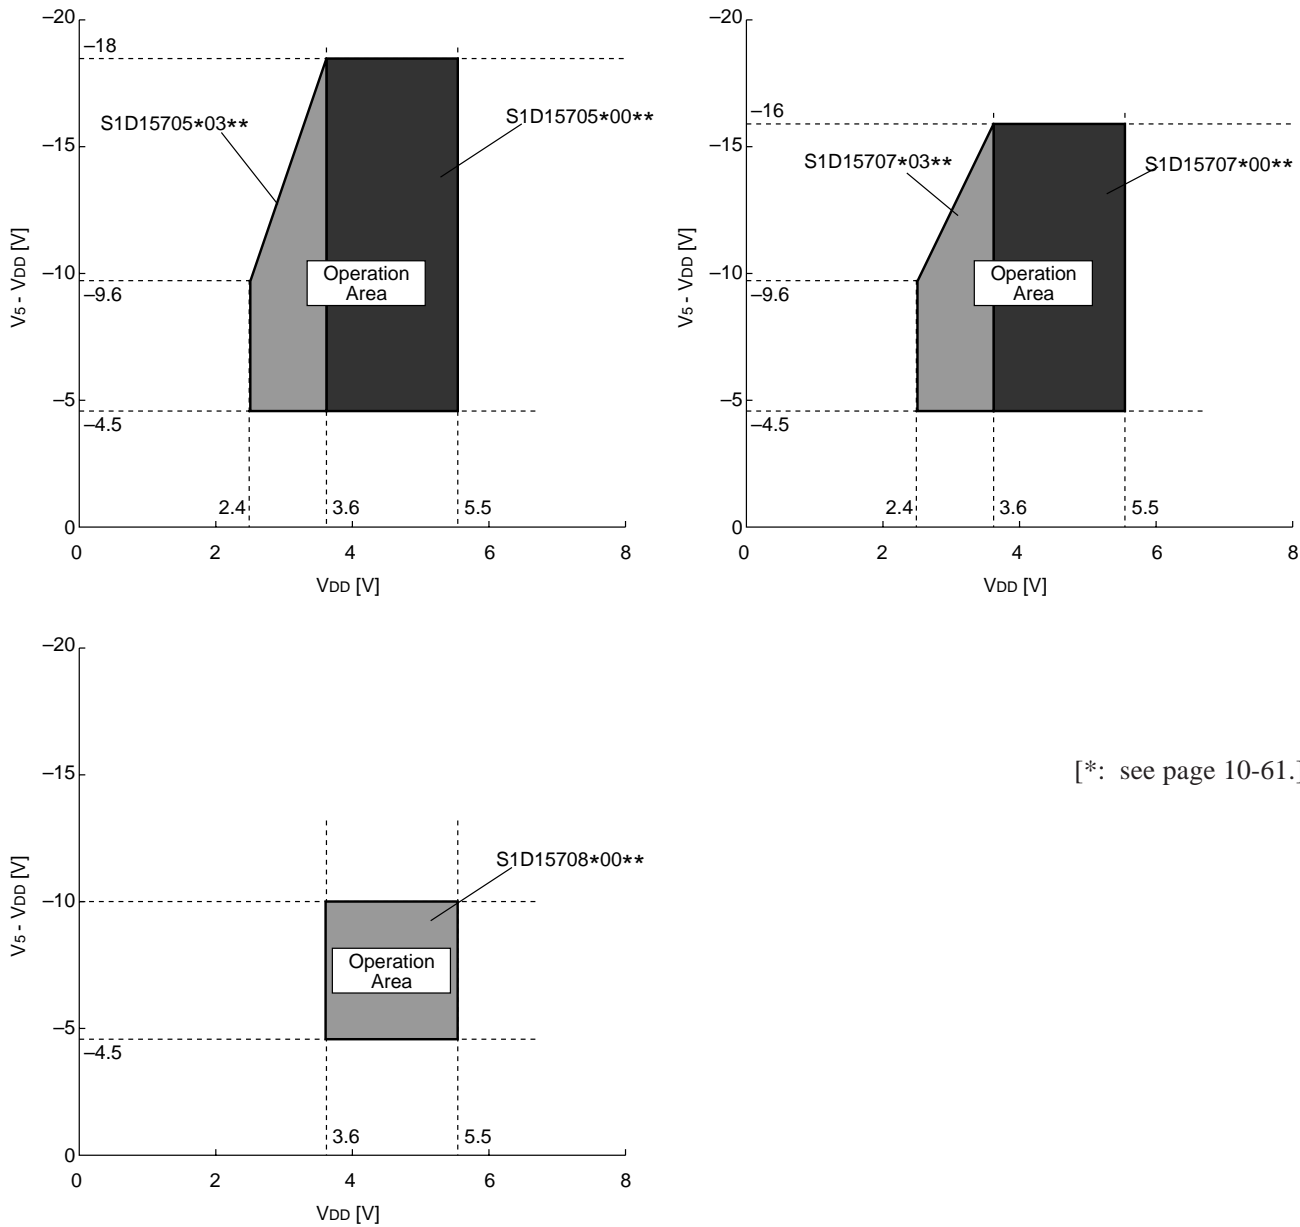 –20
–18
–15
–10
–9.6
–5
–4.5
0
V5 - VDD [V]
S1D15705*03**
S1D15705*00**
Operation
Area
2.4
3.6
5.5
0
2
4
6
8
VDD [V]
–20
–16
–15
–10
–9.6
–5
–4.5
0
V5 - VDD [V]
S1D15707*03**
S1D15707*00**
Operation
Area
2.4
3.6
5.5
0
2
4
6
8
VDD [V]
–20
–15
–10
–5
–4.5
0
V5 - VDD [V]
S1D15708*00**
Operation
Area
3.6
5.5
0
2
4
6
8
VDD [V]
[*: see page 10-61.]